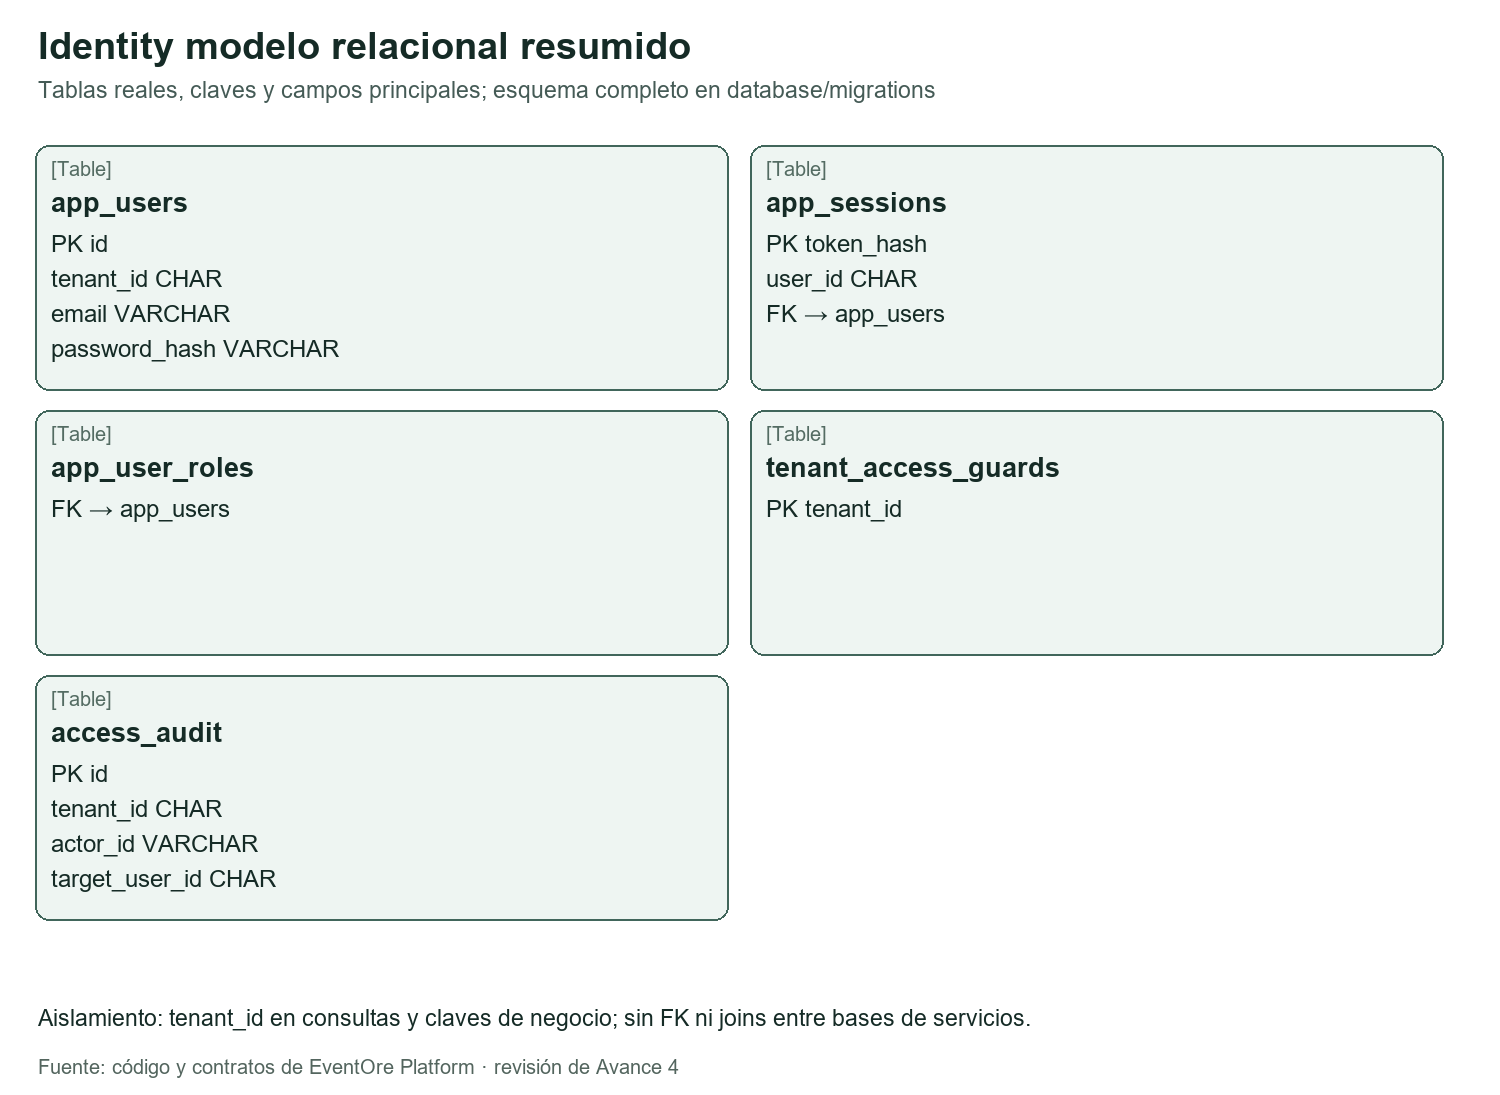 Identity modelo relacional resumido
Tablas reales, claves y campos principales; esquema completo en database/migrations
[Table]
app_users
PK id
tenant_id CHAR
email VARCHAR
password_hash VARCHAR
[Table]
app_sessions
PK token_hash
user_id CHAR
FK → app_users
[Table]
app_user_roles
FK → app_users
[Table]
tenant_access_guards
PK tenant_id
[Table]
access_audit
PK id
tenant_id CHAR
actor_id VARCHAR
target_user_id CHAR
Aislamiento: tenant_id en consultas y claves de negocio; sin FK ni joins entre bases de servicios.
Fuente: código y contratos de EventOre Platform · revisión de Avance 4